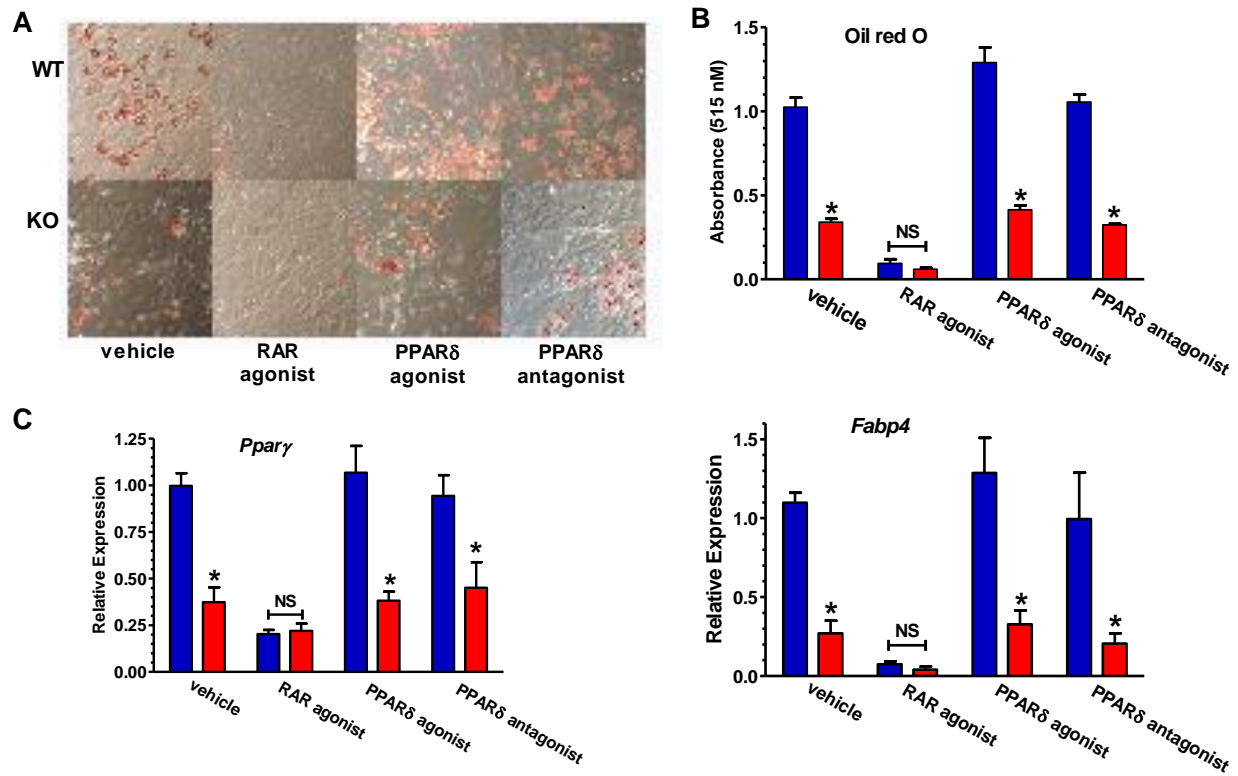 A
WT
KO
vehicle
RAR
agonist
PPARδ
agonist
PPARδ
antagonist
B
Oil red O
Absorbance (515 nM)
1.5
1.0
0.5
0.0
*
NS
*
*
vehicle
RAR agonist
PPARδ agonist
PPARδ antagonist
C
Pparγ
Relative Expression
1.25
1.00
0.75
0.50
0.25
0.00
*
NS
*
*
vehicle
RAR agonist
PPARδ agonist
PPARδ antagonist
Fabp4
Relative Expression
1.5
1.0
0.5
0.0
*
NS
*
*
vehicle
RAR agonist
PPARδ agonist
PPARδ antagonist